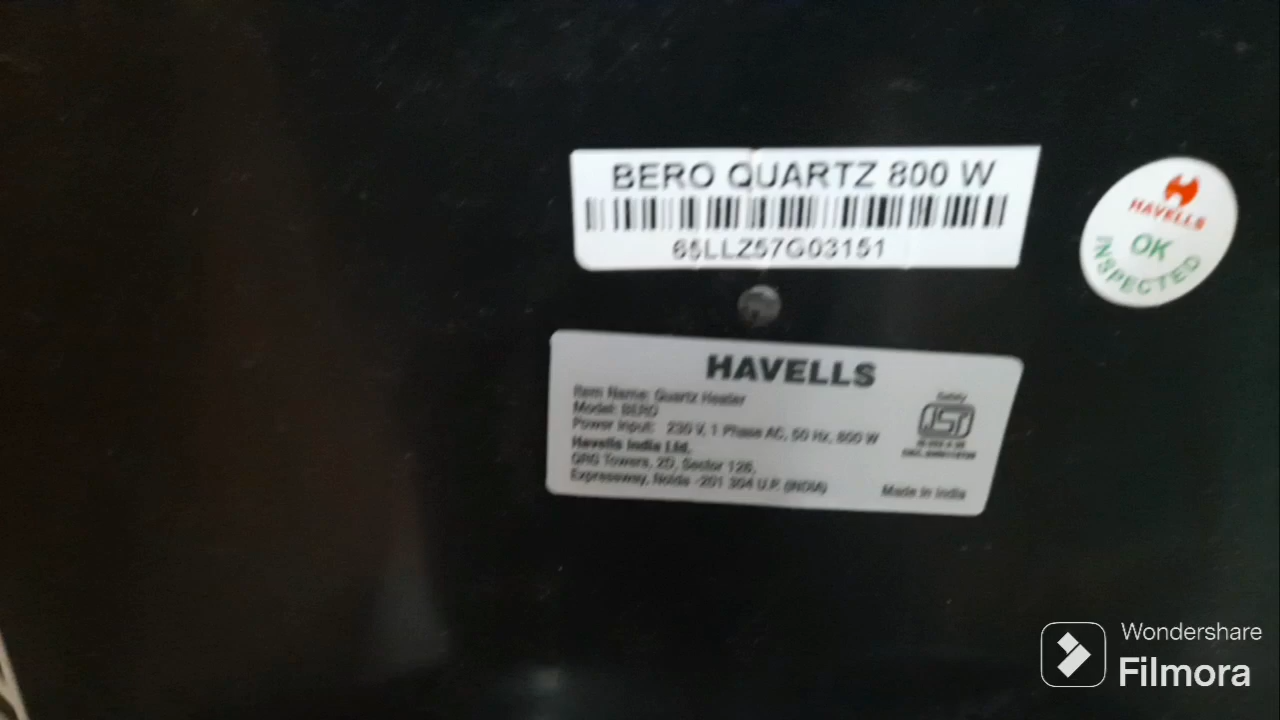 BERO QUARTZ 800 W
65LLZ57G03151
HAVELLS
OK
INSPECTED
HAVELLS
Item Name: Quartz Heater
Model: BERO
Power Input: 230 V, 1 Phase AC, 50 Hz, 800 W
Havells India Ltd,
QRG Towers, 2D, Sector 126,
Expressway, Noida -201 304 U.P. (INDIA)
Safety
ISI
Made in India
Wondershare
Filmora